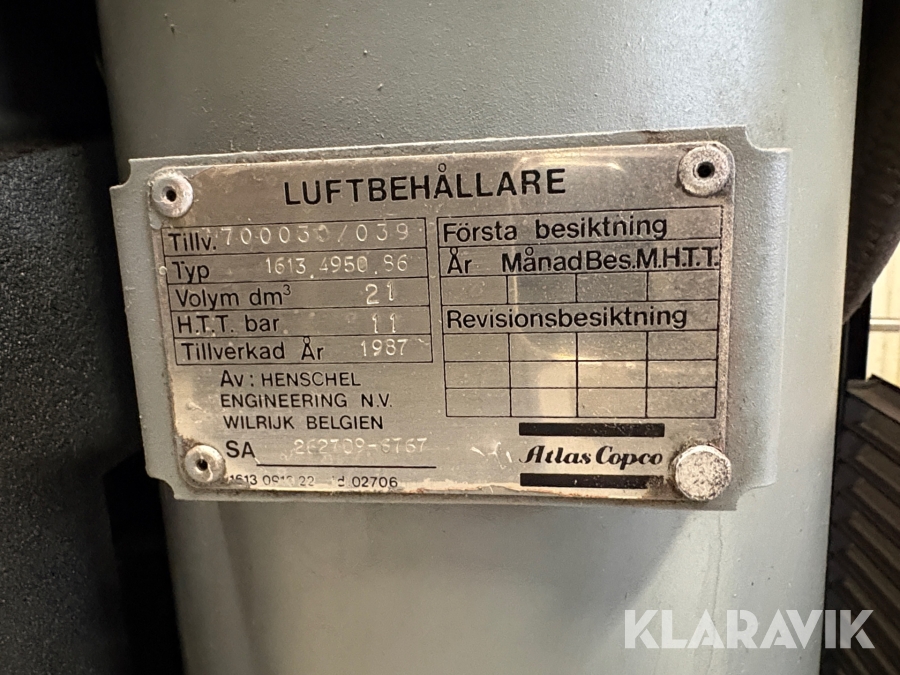 LUFTBEHÅLLARE
Tillv. 700030/039
Typ 1613.4950.86
Volym dm³ 21
H.T.T. bar 11
Tillverkad År 1987
Av: HENSCHEL
ENGINEERING N.V.
WILRIJK BELGIEN
SA
02706
Första besiktning
År Månad Bes. M.H.T.T.
Revisionsbesiktning
Atlas Copco
KLARAVIK